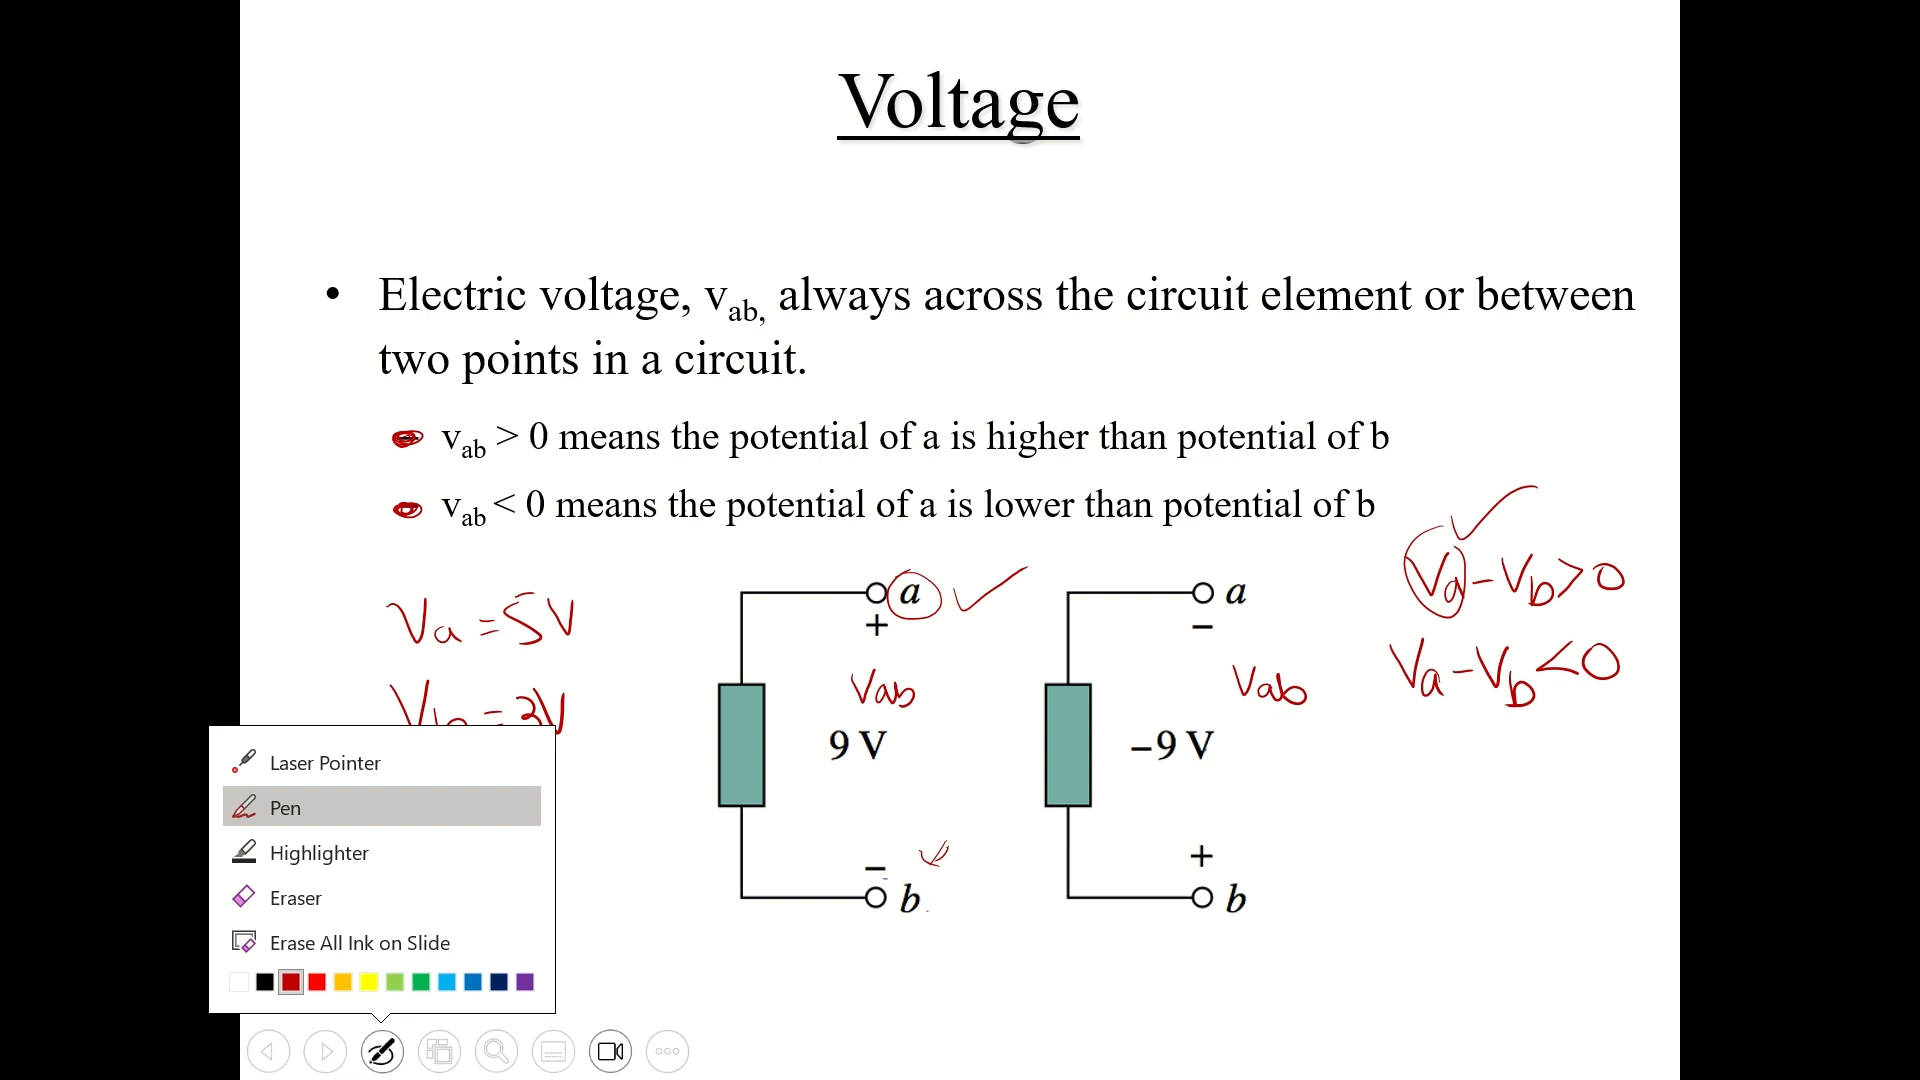 Voltage
• Electric voltage, vab, always across the circuit element or between
two points in a circuit.
vab > 0 means the potential of a is higher than potential of b
vab < 0 means the potential of a is lower than potential of b
Va - Vb > 0
Va - Vb < 0
Va = 5V
= 3V
a
+
Vab
9 V
−
b
a
−
Vab
−9 V
+
b
Laser Pointer
Pen
Highlighter
Eraser
Erase All Ink on Slide